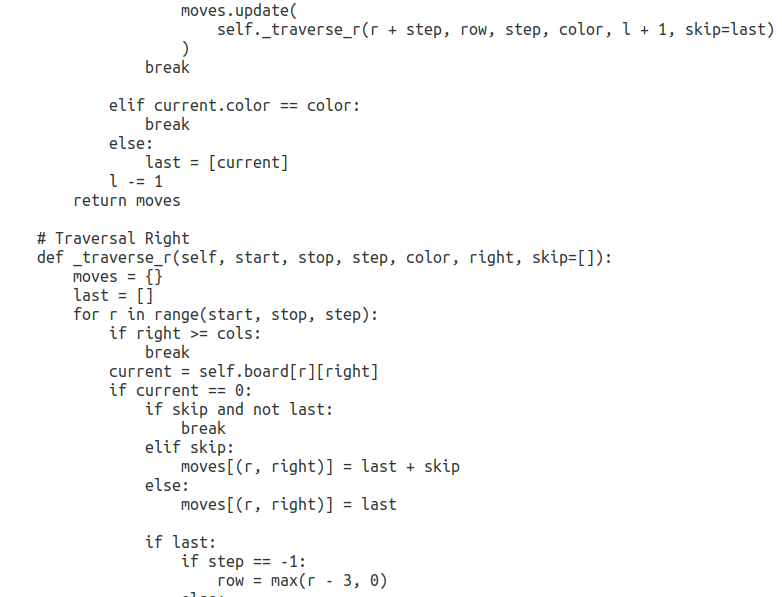 moves.update(
                    self._traverse_r(r + step, row, step, color, l + 1, skip=last)
                )
            break

        elif current.color == color:
            break
        else:
            last = [current]
        l -= 1
    return moves

# Traversal Right
def _traverse_r(self, start, stop, step, color, right, skip=[]):
    moves = {}
    last = []
    for r in range(start, stop, step):
        if right >= cols:
            break
        current = self.board[r][right]
        if current == 0:
            if skip and not last:
                break
            elif skip:
                moves[(r, right)] = last + skip
            else:
                moves[(r, right)] = last

            if last:
                if step == -1:
                    row = max(r - 3, 0)
                else: